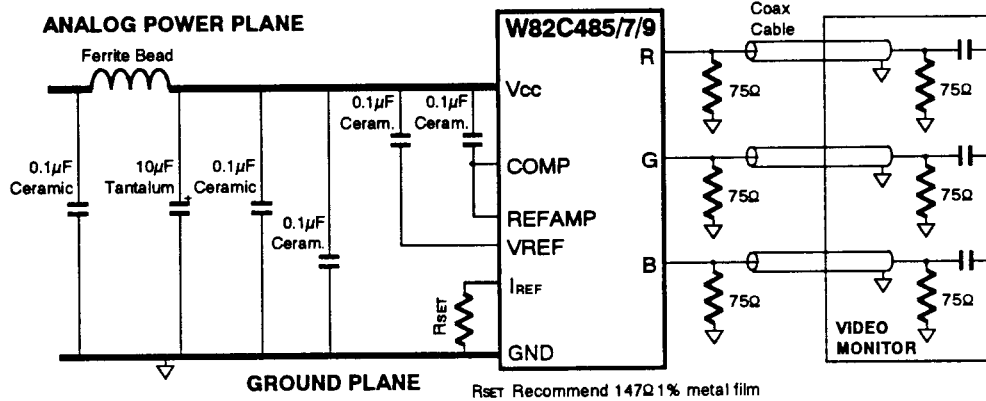 ANALOG POWER PLANE
Ferrite Bead
W82C485/7/9
Coax
Cable
R
75Ω
75Ω
Vcc
0.1µF
Ceram.
0.1µF
Ceram.
0.1µF
Ceramic
10µF
Tantalum
+
0.1µF
Ceramic
0.1µF
Ceram.
COMP
G
75Ω
75Ω
REFAMP
VREF
B
75Ω
75Ω
IREF
RSET
GND
VIDEO
MONITOR
GROUND PLANE
RSET Recommend 147Ω 1% metal film